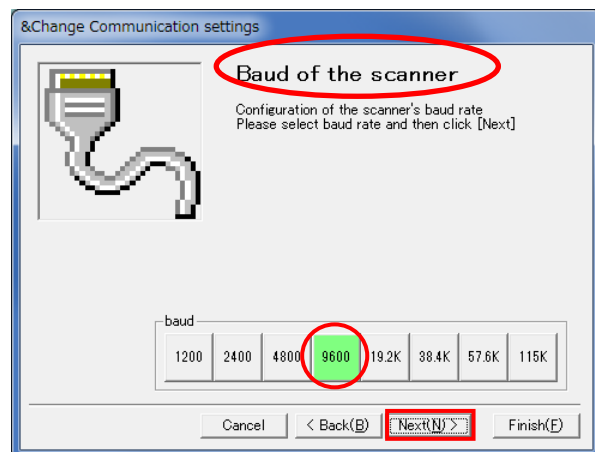 &Change Communication settings
Baud of the scanner
Configuration of the scanner's baud rate
Please select baud rate and then click [Next]
baud
1200 2400 4800 9600 19.2K 38.4K 57.6K 115K
Cancel < Back(B) Next(N) > Finish(F)